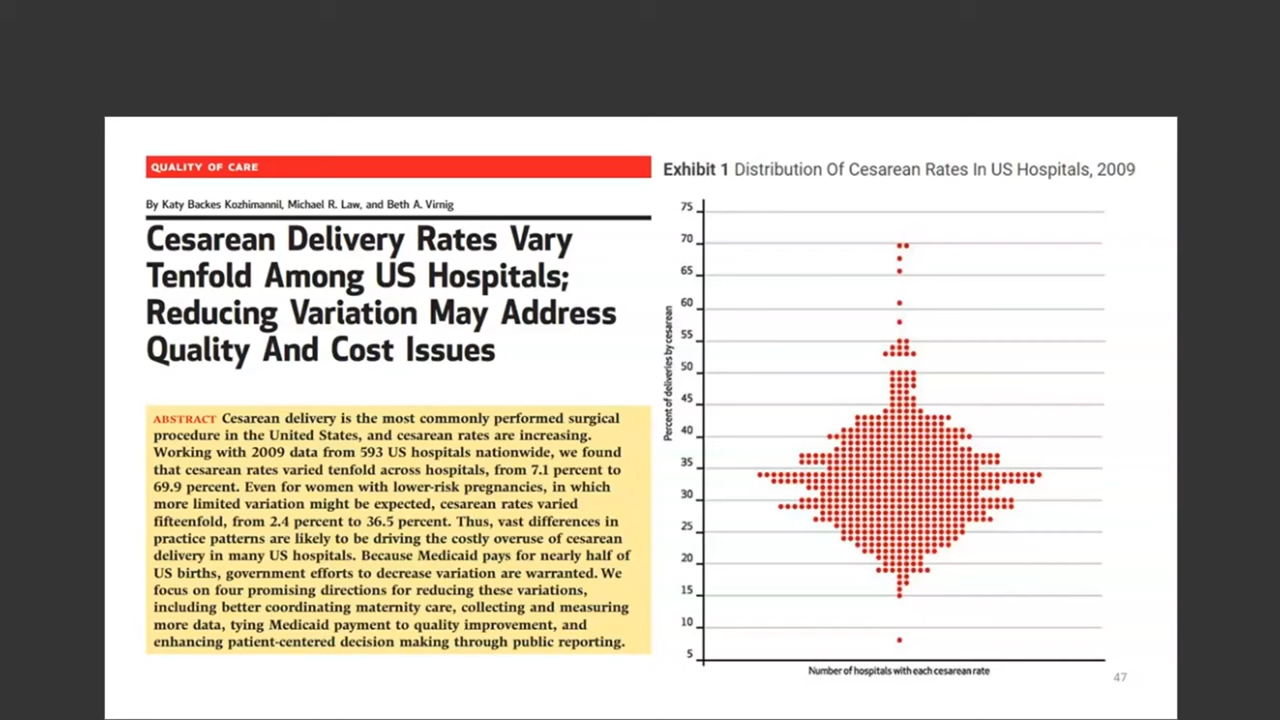 QUALITY OF CARE
By Katy Backes Kozhimannil, Michael R. Law, and Beth A. Virnig
Cesarean Delivery Rates Vary
Tenfold Among US Hospitals;
Reducing Variation May Address
Quality And Cost Issues
ABSTRACT Cesarean delivery is the most commonly performed surgical
procedure in the United States, and cesarean rates are increasing.
Working with 2009 data from 593 US hospitals nationwide, we found
that cesarean rates varied tenfold across hospitals, from 7.1 percent to
69.9 percent. Even for women with lower-risk pregnancies, in which
more limited variation might be expected, cesarean rates varied
fifteenfold, from 2.4 percent to 36.5 percent. Thus, vast differences in
practice patterns are likely to be driving the costly overuse of cesarean
delivery in many US hospitals. Because Medicaid pays for nearly half of
US births, government efforts to decrease variation are warranted. We
focus on four promising directions for reducing these variations,
including better coordinating maternity care, collecting and measuring
more data, tying Medicaid payment to quality improvement, and
enhancing patient-centered decision making through public reporting.
Exhibit 1 Distribution Of Cesarean Rates In US Hospitals, 2009
Percent of deliveries by cesarean
75
70
65
60
55
50
45
40
35
30
25
20
15
10
5
Number of hospitals with each cesarean rate
47